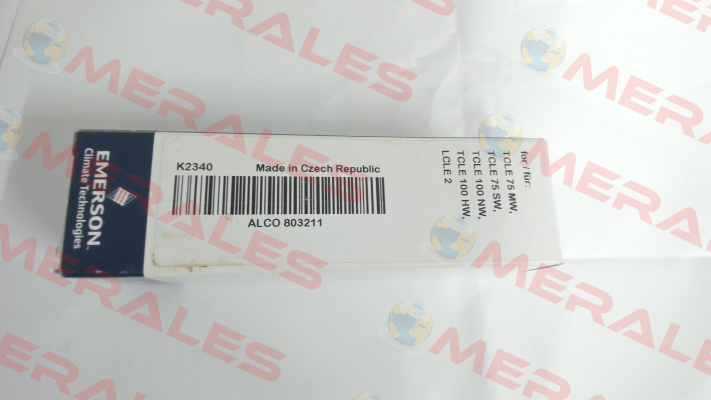 EMERSON
Climate Technologies
K2340 Made in Czech Republic
ALCO 803211
for / für:
TCLE 75 MW,
TCLE 75 SW,
TCLE 100 NW,
TCLE 100 HW,
LCLE 2
MERALES
MERALES
MERALES
MERALES
MERALES
MERALES